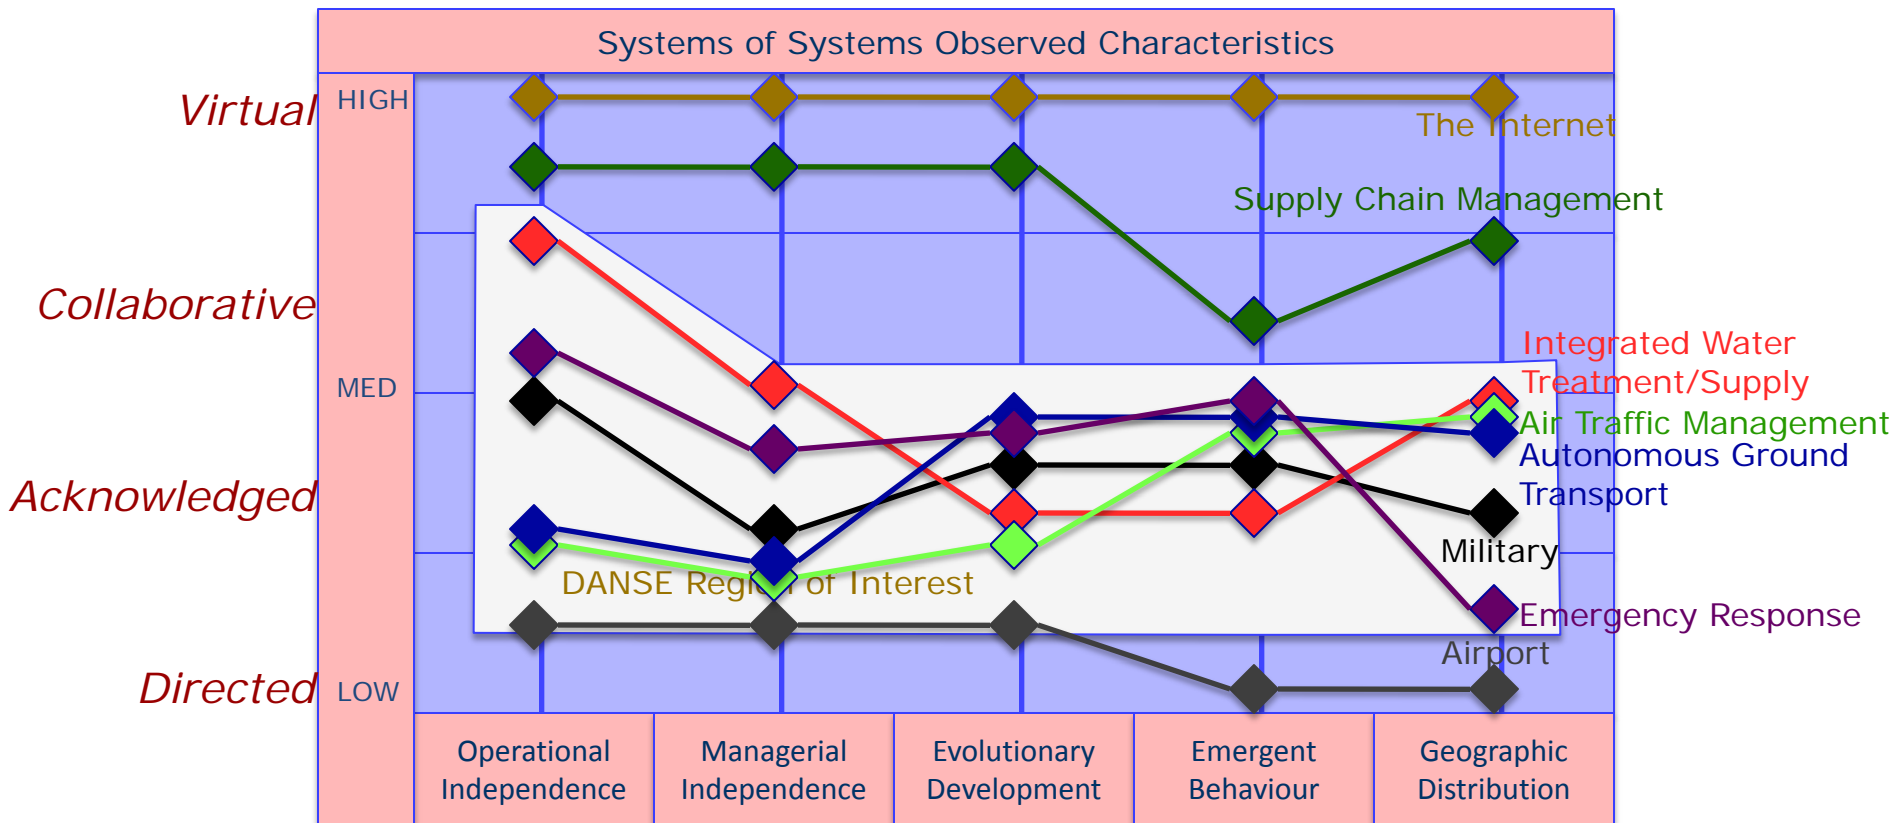 Systems of Systems Observed Characteristics
Virtual
HIGH
The Internet
Supply Chain Management
Collaborative
Integrated Water
Treatment/Supply
MED
Air Traffic Management
Autonomous Ground
Transport
Acknowledged
Military
DANSE Region of Interest
Emergency Response
Airport
Directed
LOW
Operational
Independence
Managerial
Independence
Evolutionary
Development
Emergent
Behaviour
Geographic
Distribution